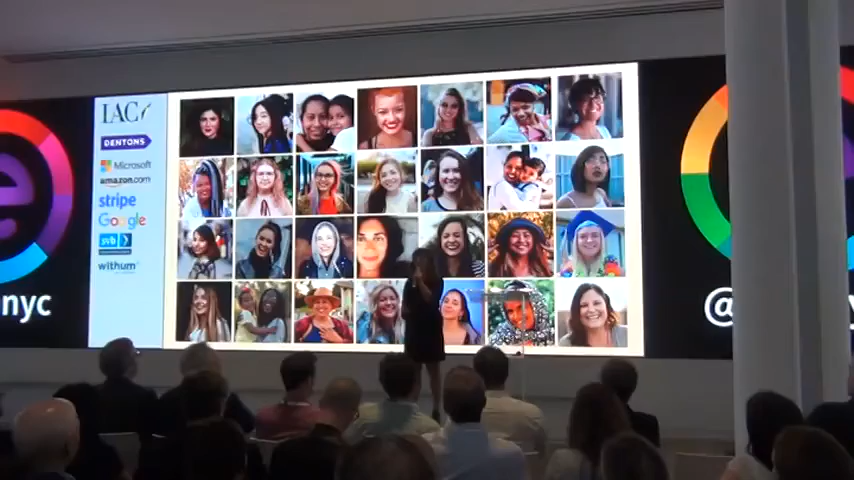 IAC
DENTONS
Microsoft
amazon.com
stripe
Google
svb
withum
nyc
@